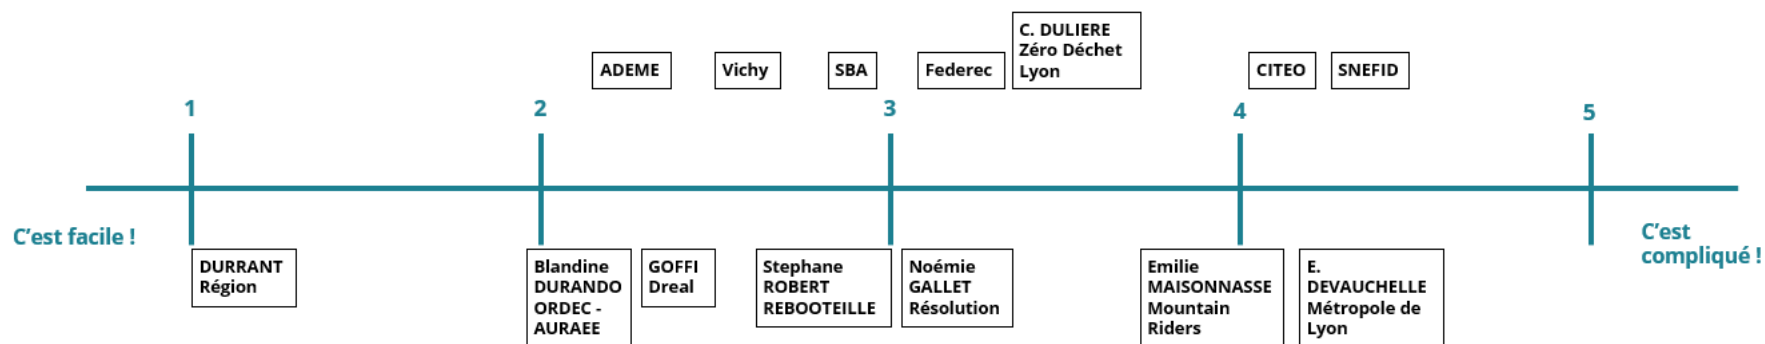 C. DULIERE
Zéro Déchet
Lyon
ADEME
Vichy
SBA
Federec
CITEO
SNEFID
1
2
3
4
5
C’est facile !
C’est
compliqué !
DURRANT
Région
Blandine
DURANDO
ORDEC -
AURAEE
GOFFI
Dreal
Stephane
ROBERT
REBOOTEILLE
Noémie
GALLET
Résolution
Emilie
MAISONNASSE
Mountain
Riders
E.
DEVAUCHELLE
Métropole de
Lyon